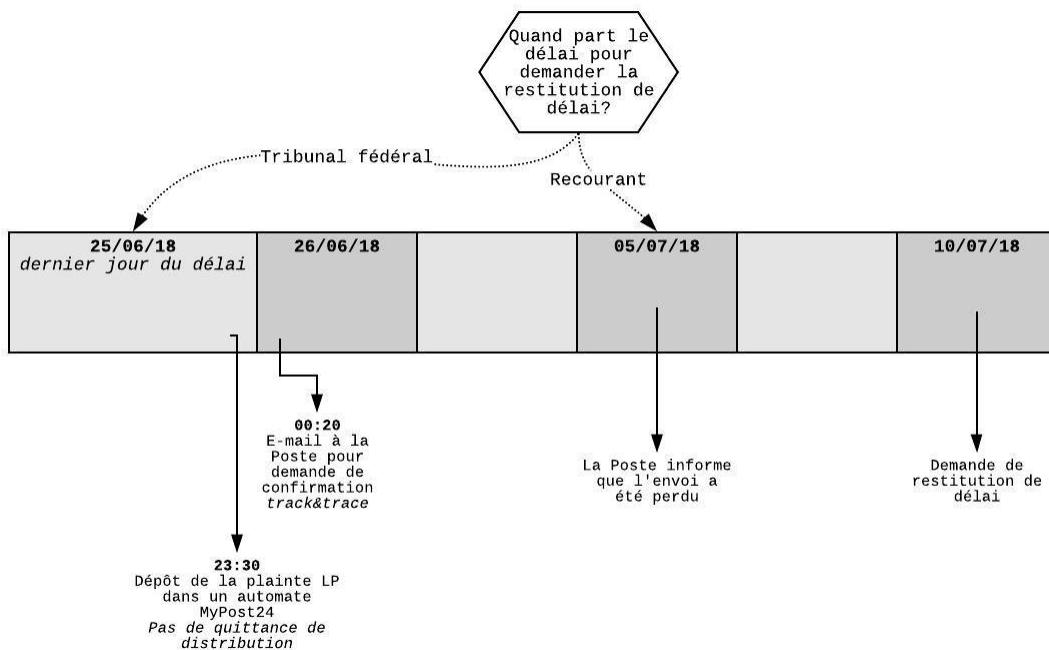 Quand part le
délai pour
demander la
restitution de
délai?
Tribunal fédéral
Recourant
25/06/18
dernier jour du délai
26/06/18
05/07/18
10/07/18
00:20
E-mail à la
Poste pour
demande de
confirmation
track&trace
La Poste informe
que l'envoi a
été perdu
Demande de
restitution de
délai
23:30
Dépôt de la plainte LP
dans un automate
MyPost24
Pas de quittance de
distribution